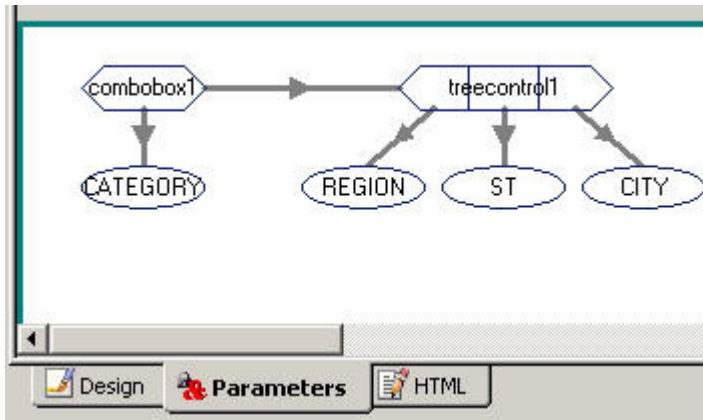 combobox1 treecontrol1
CATEGORY REGION ST CITY
Design Parameters HTML